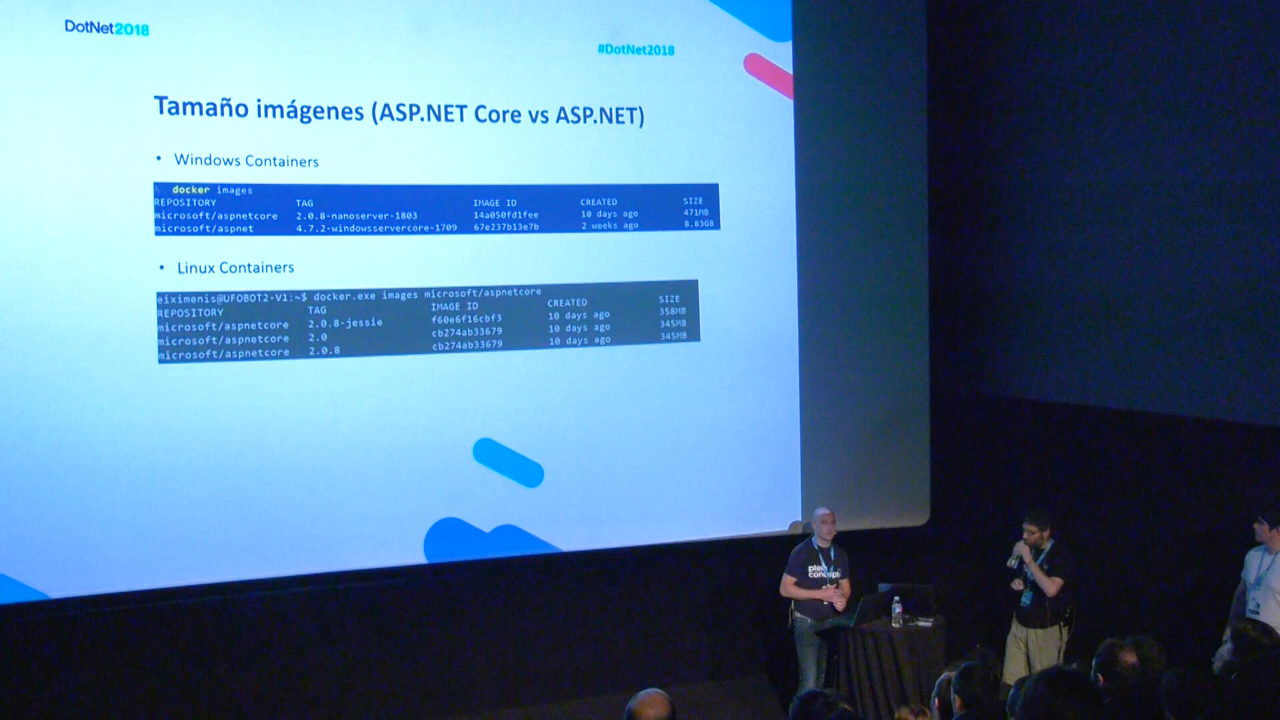 DotNet2018
#DotNet2018
Tamaño imágenes (ASP.NET Core vs ASP.NET)
• Windows Containers
λ docker images
REPOSITORY TAG IMAGE ID CREATED SIZE
microsoft/aspnetcore 2.0.8-nanoserver-1803 14a050fd1fee 10 days ago 471MB
microsoft/aspnet 4.7.2-windowsservercore-1709 67e237b13e7b 2 weeks ago 8.83GB
• Linux Containers
eiximenis@UFOBOT2-V1:~$ docker.exe images microsoft/aspnetcore
REPOSITORY TAG IMAGE ID CREATED SIZE
microsoft/aspnetcore 2.0.8-jessie f60e6f16cbf3 10 days ago 358MB
microsoft/aspnetcore 2.0 cb274ab33679 10 days ago 345MB
microsoft/aspnetcore 2.0.8 cb274ab33679 10 days ago 345MB
plain
concepts